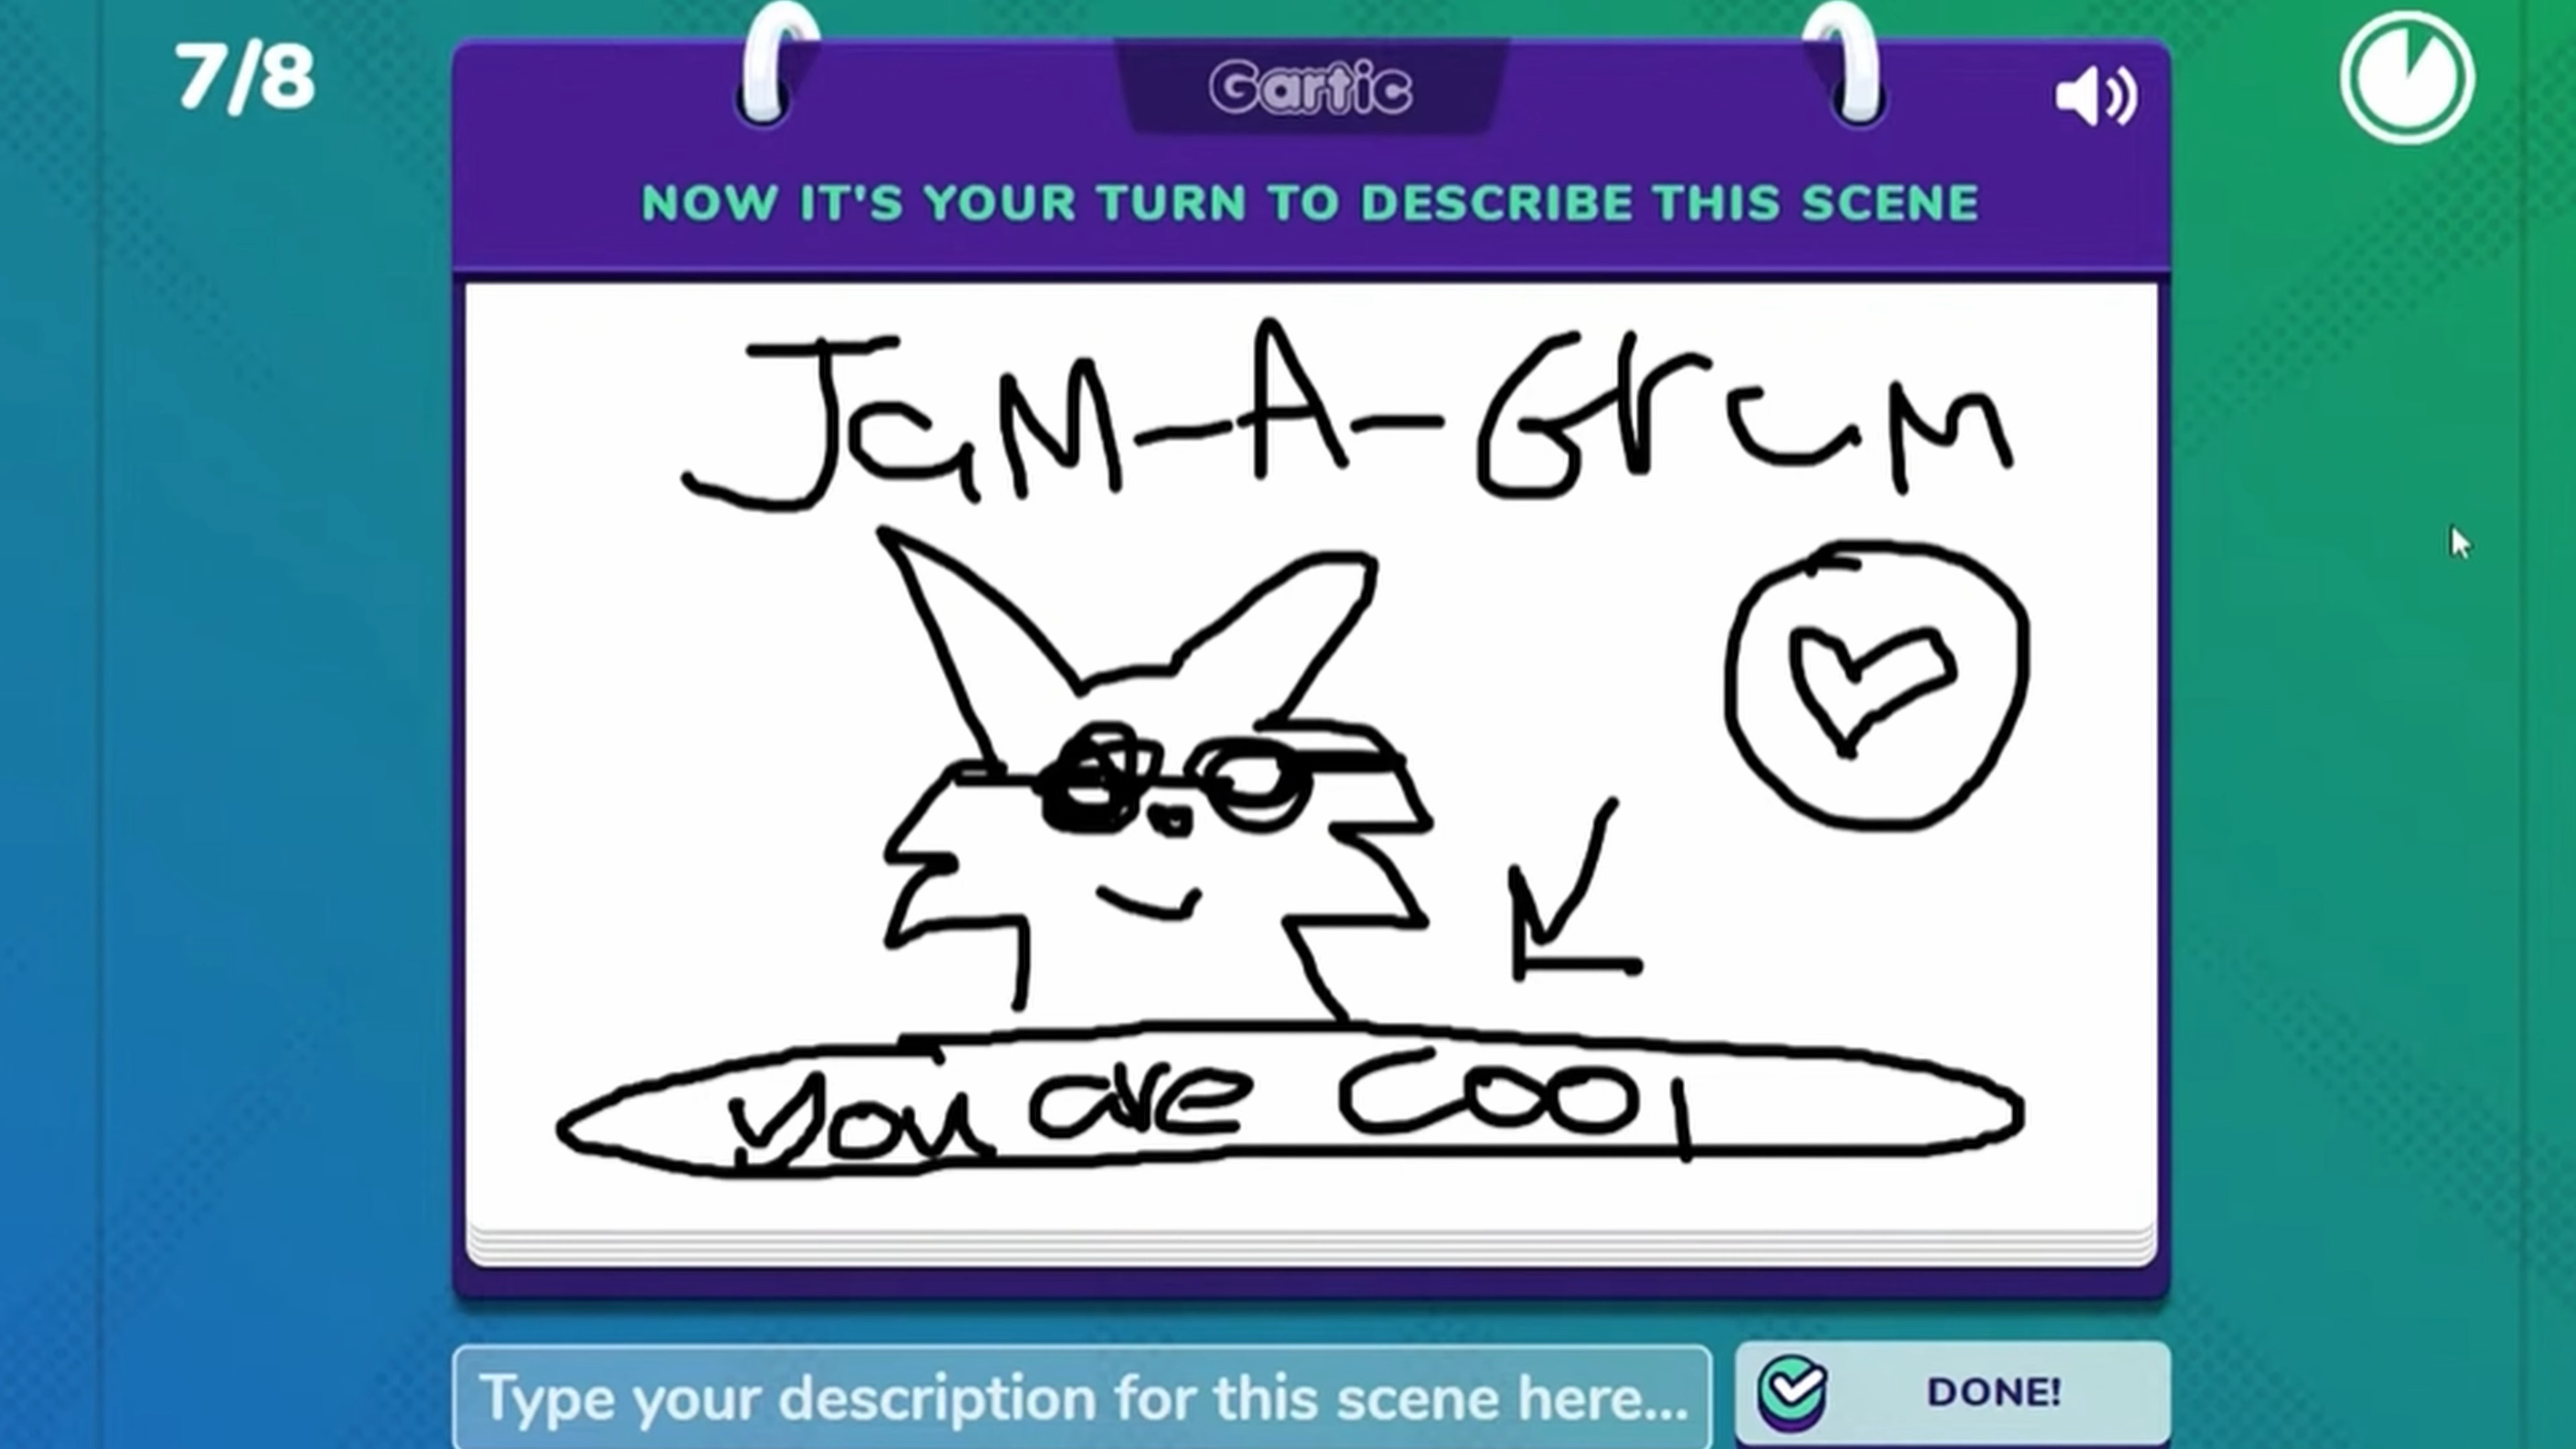 7/8
Gartic
NOW IT'S YOUR TURN TO DESCRIBE THIS SCENE
JaM-A-GraM
you are cool
Type your description for this scene here...
DONE!